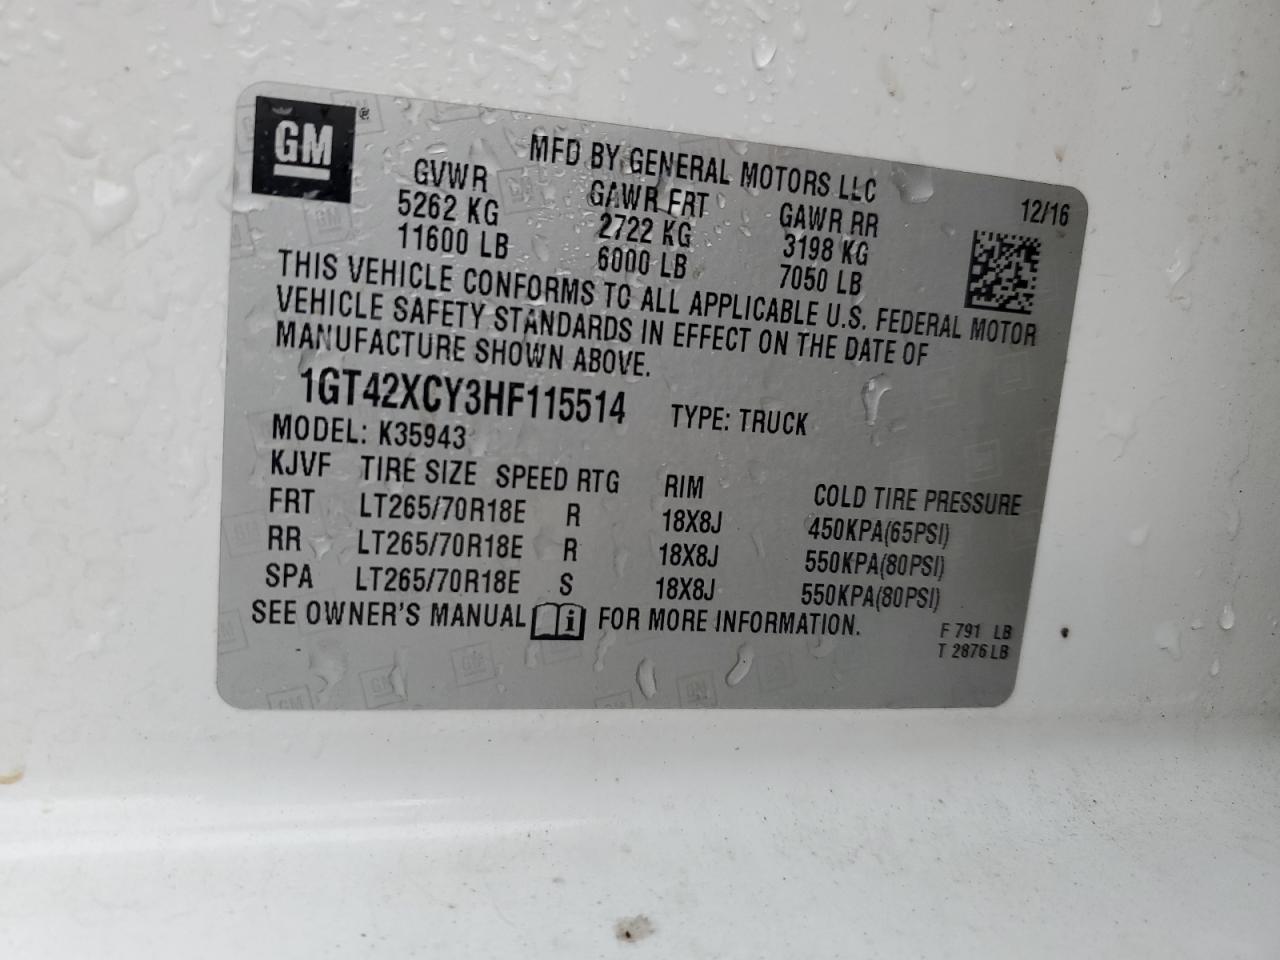 GM ®
MFD BY GENERAL MOTORS LLC
GVWR GAWR FRT GAWR RR 12/16
5262 KG 2722 KG 3198 KG
11600 LB 6000 LB 7050 LB
THIS VEHICLE CONFORMS TO ALL APPLICABLE U.S. FEDERAL MOTOR
VEHICLE SAFETY STANDARDS IN EFFECT ON THE DATE OF
MANUFACTURE SHOWN ABOVE.
1GT42XCY3HF115514 TYPE: TRUCK
MODEL: K35943
KJVF TIRE SIZE SPEED RTG RIM COLD TIRE PRESSURE
FRT LT265/70R18E R 18X8J 450KPA(65PSI)
RR LT265/70R18E R 18X8J 550KPA(80PSI)
SPA LT265/70R18E S 18X8J 550KPA(80PSI)
SEE OWNER'S MANUAL i FOR MORE INFORMATION.
F 791 LB
T 2876 LB